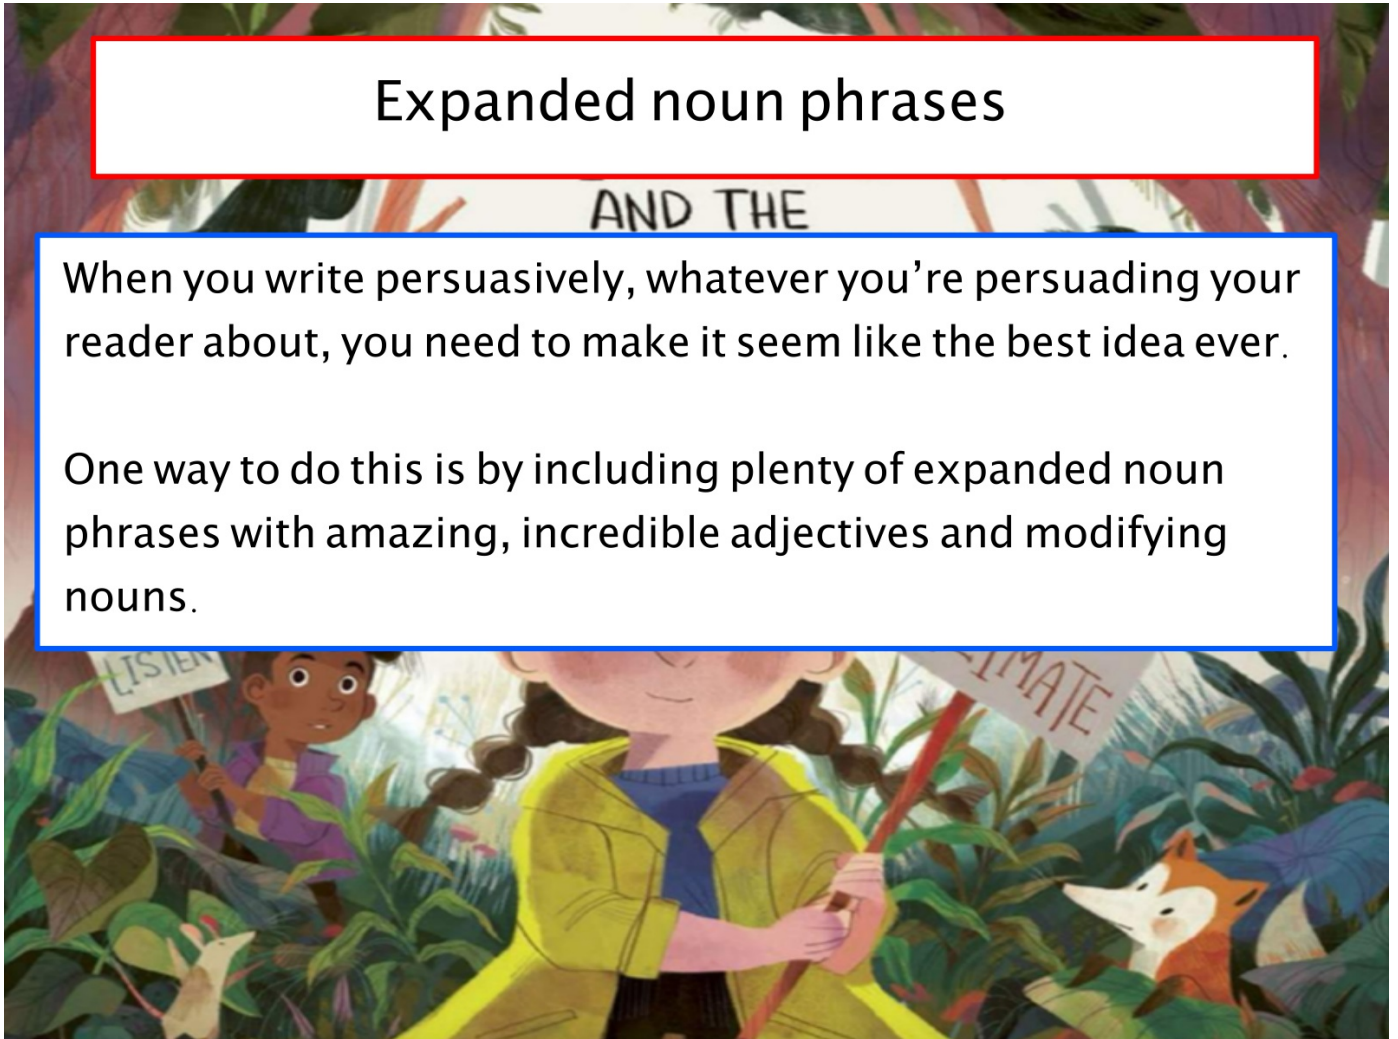 Expanded noun phrases
AND THE
When you write persuasively, whatever you’re persuading your
reader about, you need to make it seem like the best idea ever.
One way to do this is by including plenty of expanded noun
phrases with amazing, incredible adjectives and modifying
nouns.
LISTEN